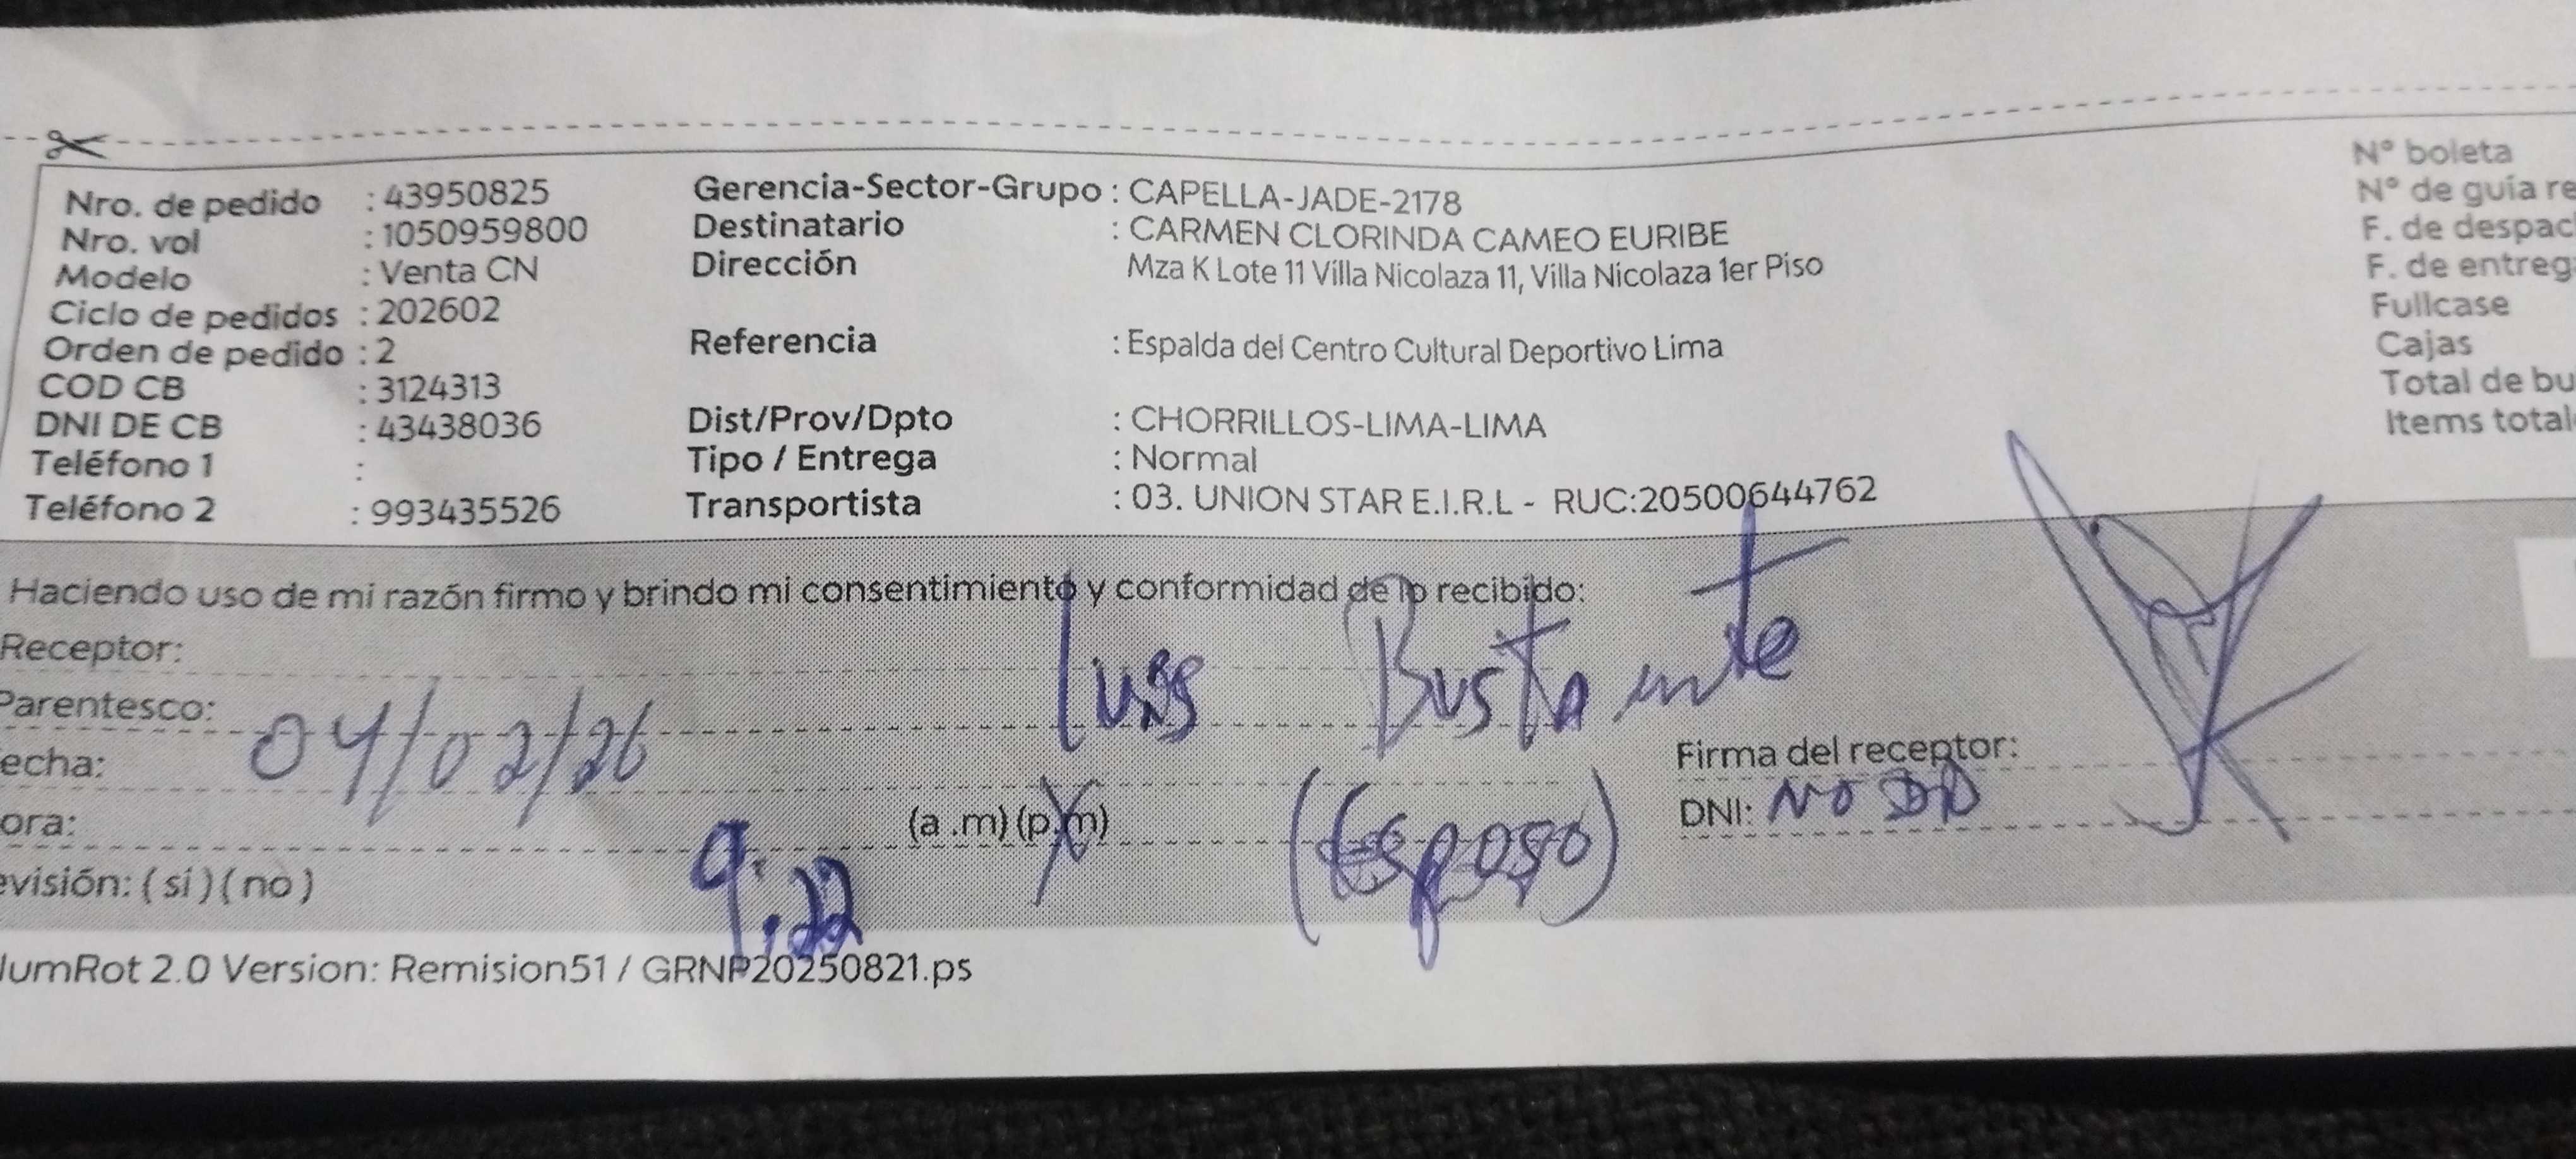 Nro. de pedido : 43950825
Nro. vol : 1050959800
Modelo : Venta CN
Ciclo de pedidos : 202602
Orden de pedido : 2
COD CB : 3124313
DNI DE CB : 43438036
Teléfono 1 :
Teléfono 2 : 993435526
Gerencia-Sector-Grupo : CAPELLA-JADE-2178
Destinatario : CARMEN CLORINDA CAMEO EURIBE
Dirección Mza K Lote 11 Villa Nicolaza 11, Villa Nicolaza 1er Piso
Referencia : Espalda del Centro Cultural Deportivo Lima
Dist/Prov/Dpto : CHORRILLOS-LIMA-LIMA
Tipo / Entrega : Normal
Transportista : 03. UNION STAR E.I.R.L - RUC:20500644762
N° boleta
N° de guía re
F. de despac
F. de entreg
Fullcase
Cajas
Total de bu
Items total
Haciendo uso de mi razón firmo y brindo mi consentimiento y conformidad de lo recibido:
Receptor: Luis Bustamnte
Parentesco:
echa: 04/02/26
Firma del receptor:
ora: 9:22 (a .m) (p.m) (Esposo)
DNI: NO DA
evisión: ( si ) ( no )
umRot 2.0 Version: Remision51 / GRNP20250821.ps